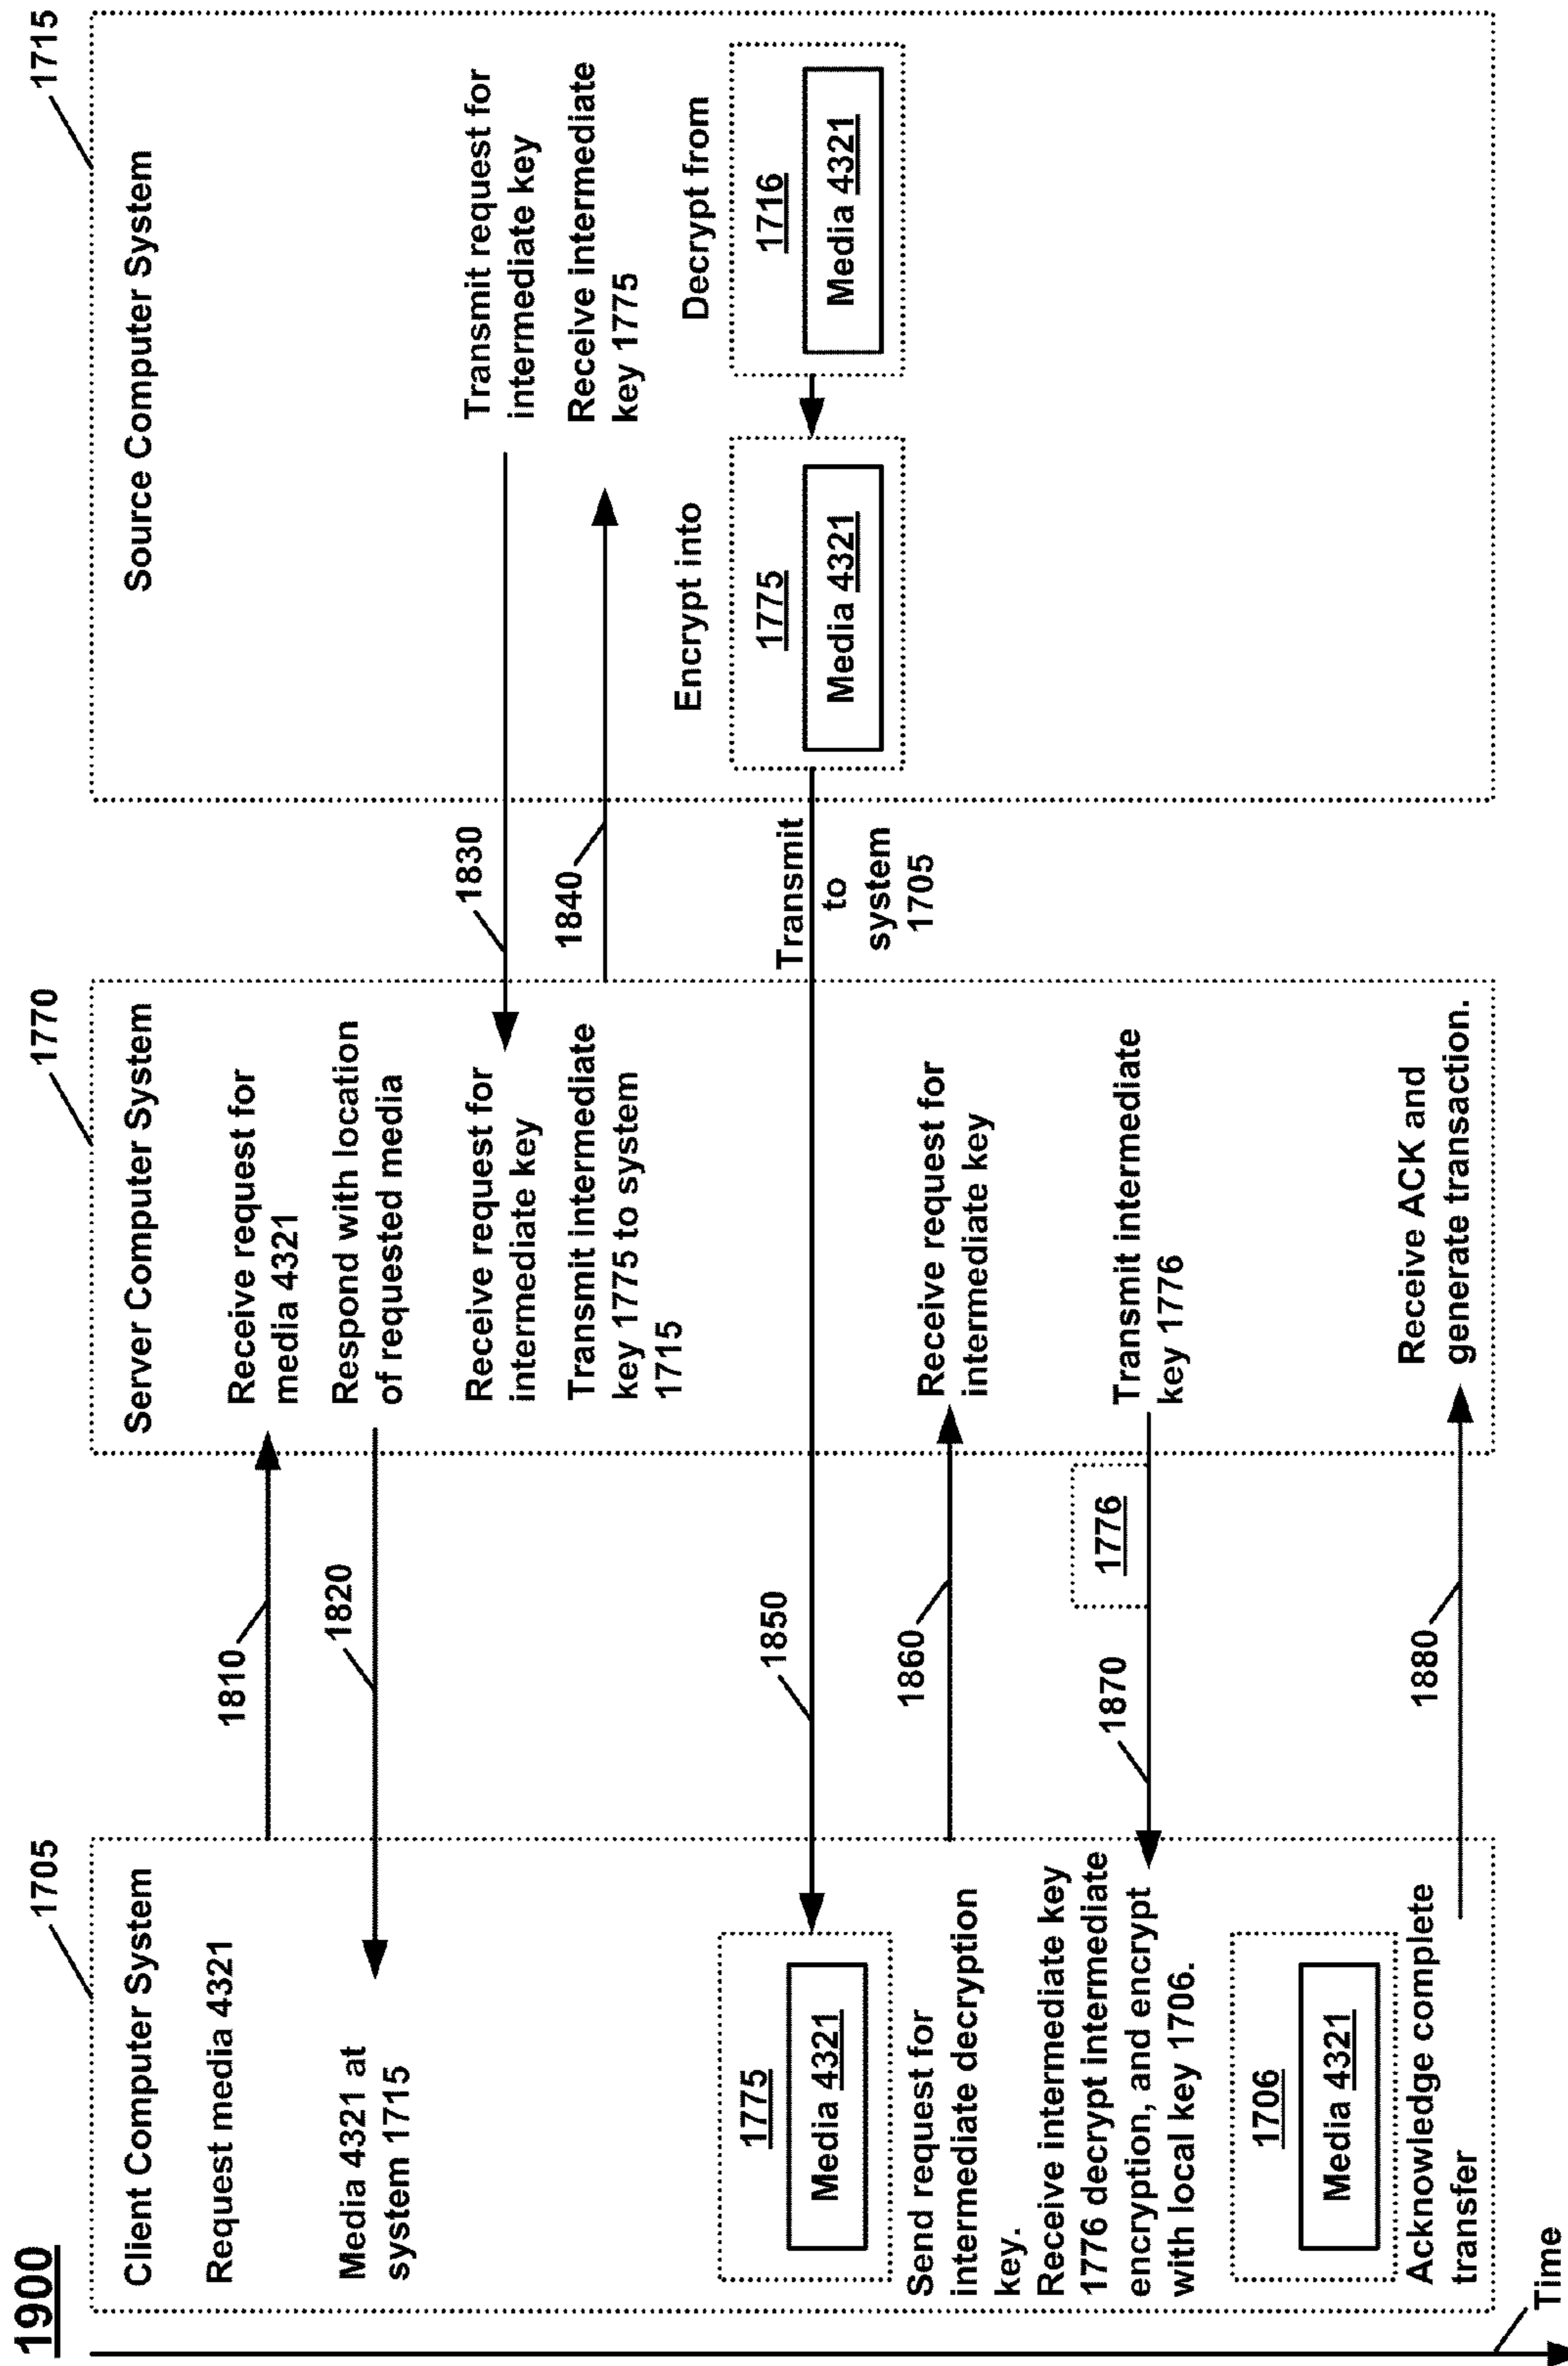 1900
1705
Client Computer System
Request media 4321
Media 4321 at
system 1715
1775
Media 4321
Send request for
intermediate decryption
key.
Receive intermediate key
1776 decrypt intermediate
encryption, and encrypt
with local key 1706.
1706
Media 4321
Acknowledge complete
transfer
Time
1810
1820
1850
1860
1776
1870
1880
1770
Server Computer System
Receive request for
media 4321
Respond with location
of requested media
Receive request for
intermediate key
Transmit intermediate
key 1775 to system
1715
Receive request for
intermediate key
Transmit intermediate
key 1776
Receive ACK and
generate transaction.
1830
1840
Transmit
to
system
1705
1715
Source Computer System
Transmit request for
intermediate key
Receive intermediate
key 1775
Encrypt into
1775
Media 4321
Decrypt from
1716
Media 4321